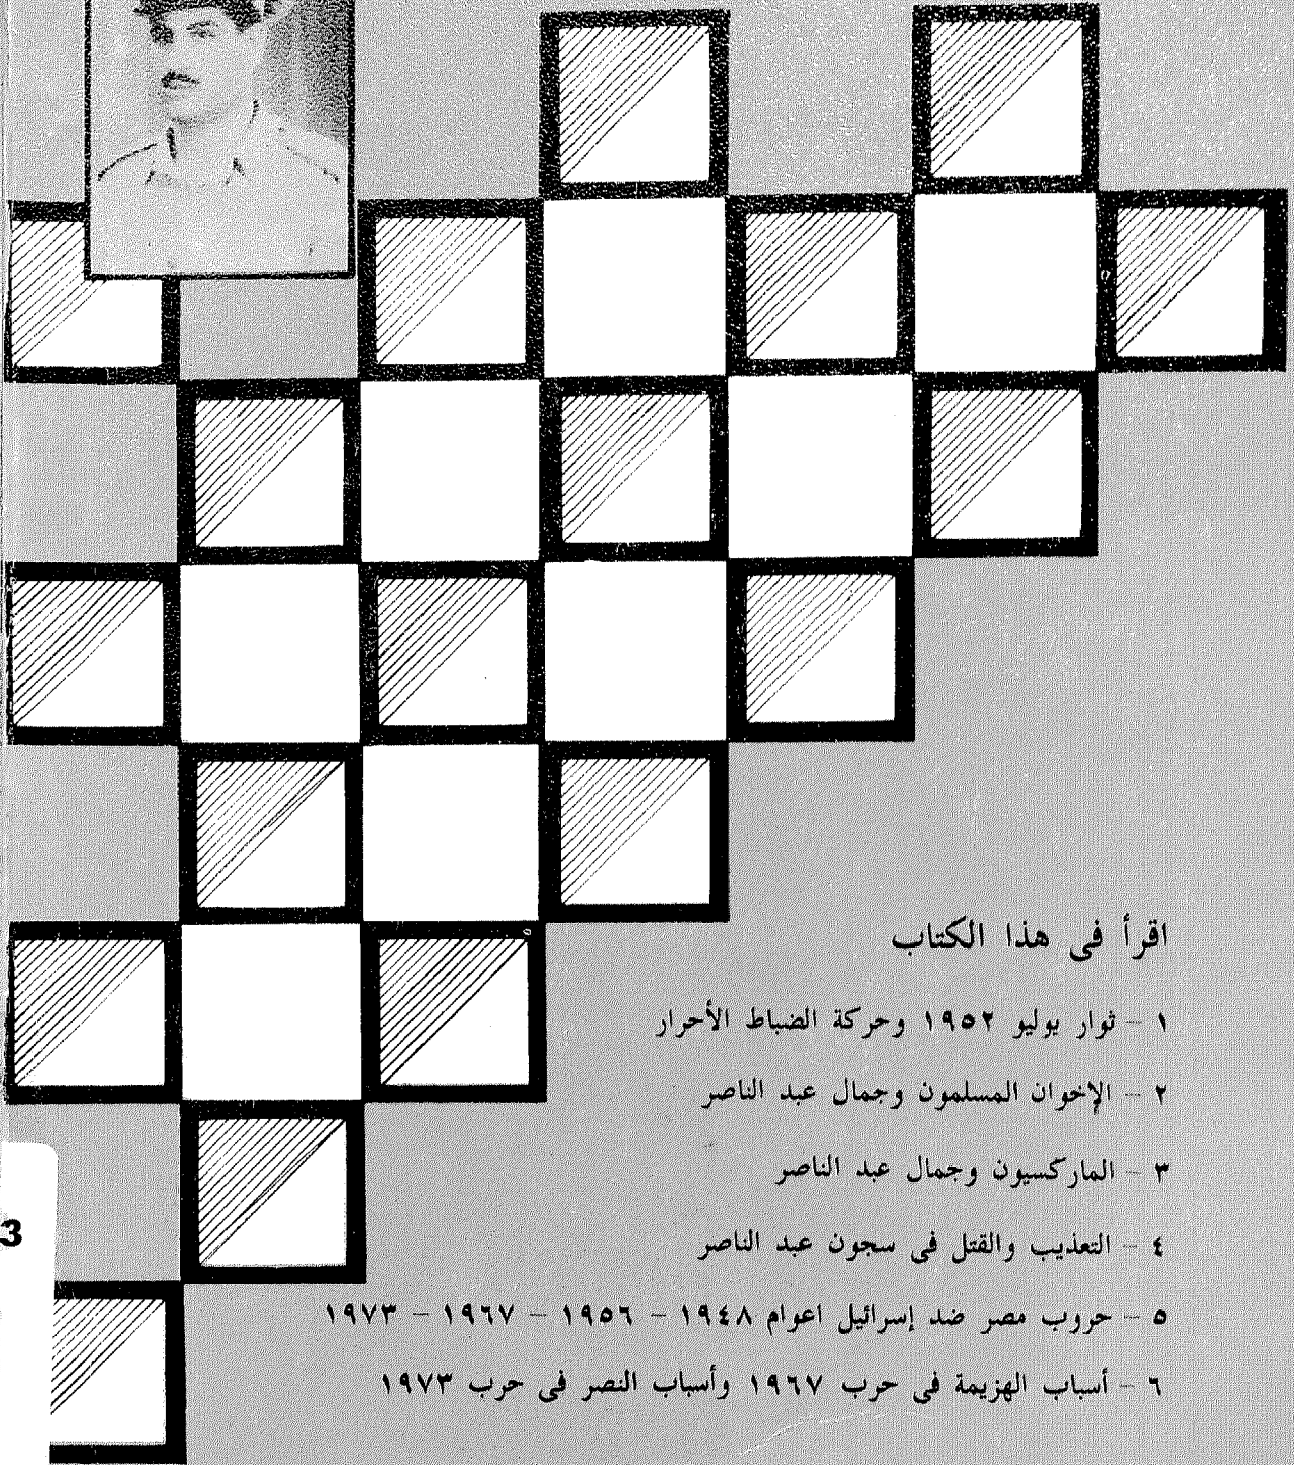 اقرأ فى هذا الكتاب
١ - ثوار يوليو ١٩٥٢ وحركة الضباط الأحرار
٢ - الإخوان المسلمون وجمال عبد الناصر
٣ - الماركسيون وجمال عبد الناصر
٤ - التعذيب والقتل فى سجون عبد الناصر
٥ - حروب مصر ضد إسرائيل اعوام ١٩٤٨ - ١٩٥٦ - ١٩٦٧ - ١٩٧٣
٦ - أسباب الهزيمة فى حرب ١٩٦٧ وأسباب النصر فى حرب ١٩٧٣
3